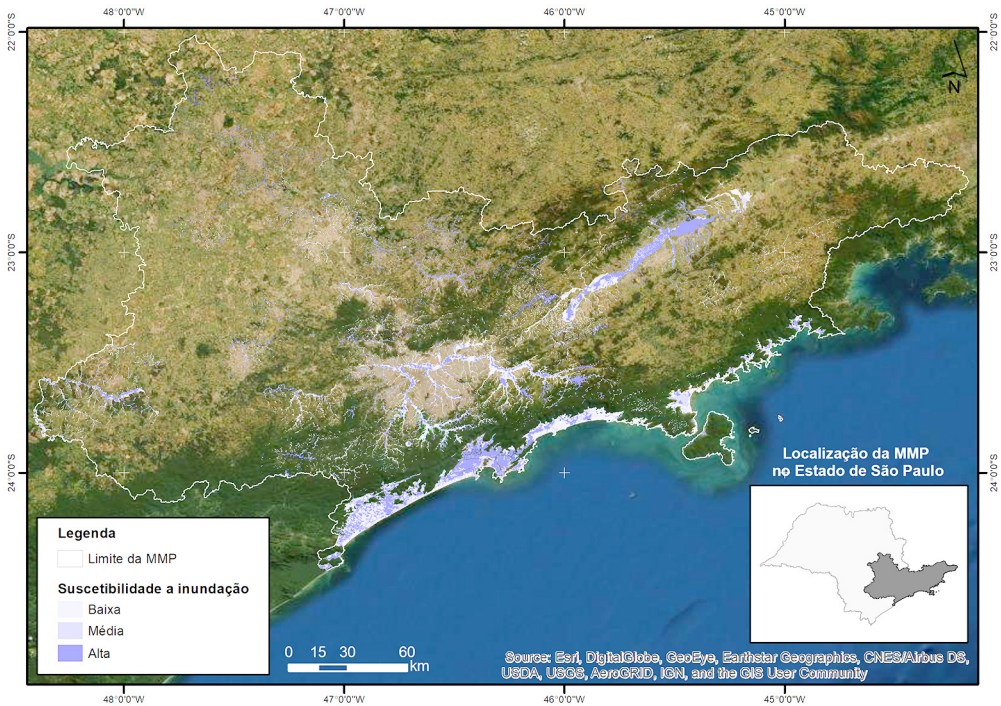 48°0'0"O 47°0'0"O 46°0'0"O 45°0'0"O
22°0'0"S 22°0'0"S
N
23°0'0"S 23°0'0"S
24°0'0"S 24°0'0"S
Localização da MMP
no Estado de São Paulo
Legenda
Limite da MMP
Suscetibilidade a inundação
Baixa
Média
Alta
0 15 30 60
km
Source: Esri, DigitalGlobe, GeoEye, Earthstar Geographics, CNES/Airbus DS,
USDA, USGS, AeroGRID, IGN, and the GIS User Community
48°0'0"O 47°0'0"O 46°0'0"O 45°0'0"O